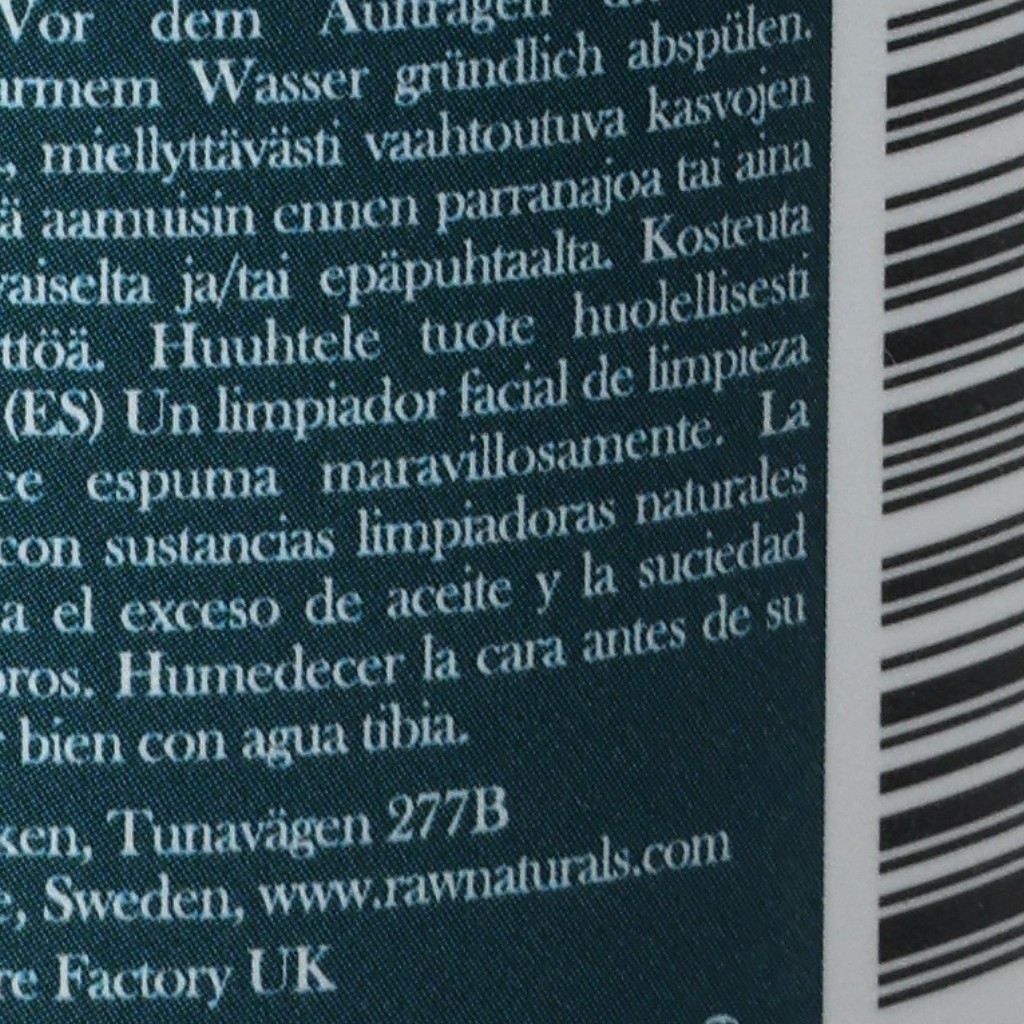 Vor dem Auftragen
Wasser gründlich abspülen.
miellyttävästi vaahtoutuva kasvojen
ä aamuisin ennen parranajoa tai aina
vaiselta ja/tai epäpuhtaalta. Kosteuta
ttöä. Huuhtele tuote huolellisesti
(ES) Un limpiador facial de limpieza
ce espuma maravillosamente. La
con sustancias limpiadoras naturales
a el exceso de aceite y la suciedad
oros. Humedecer la cara antes de su
bien con agua tibia.
ken, Tunavägen 277B
e, Sweden, www.rawnaturals.com
re Factory UK